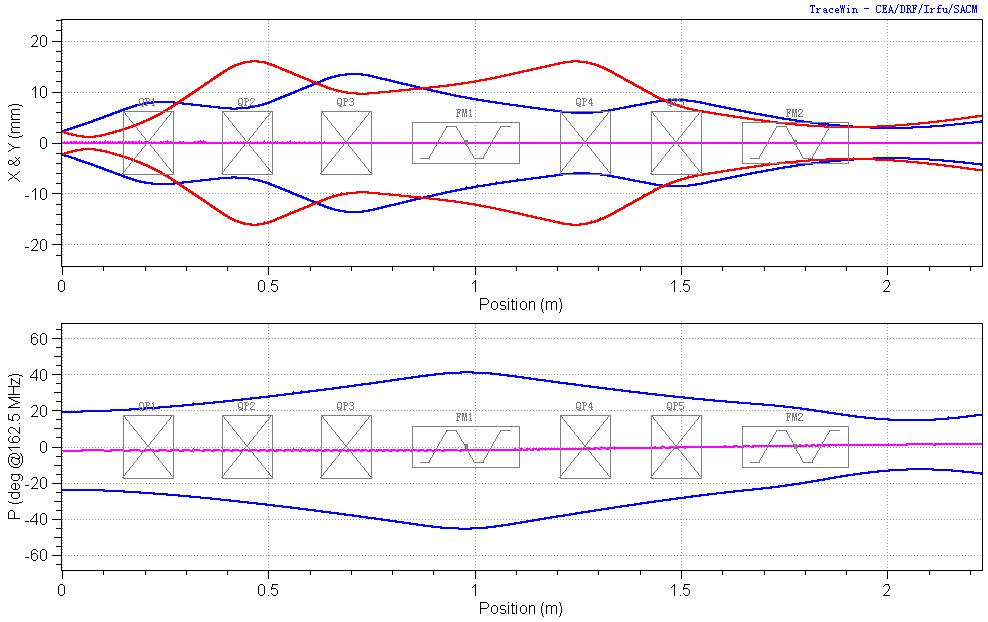 TraceWin - CEA/DRF/Irfu/SACM
20
10
0
-10
-20
X & Y (mm)
QP1 QP2 QP3 FM1 QP4 QP5 FM2
0 0.5 1 1.5 2
Position (m)
60
40
20
0
-20
-40
-60
P (deg @162.5 MHz)
QP1 QP2 QP3 FM1 QP4 QP5 FM2
0 0.5 1 1.5 2
Position (m)